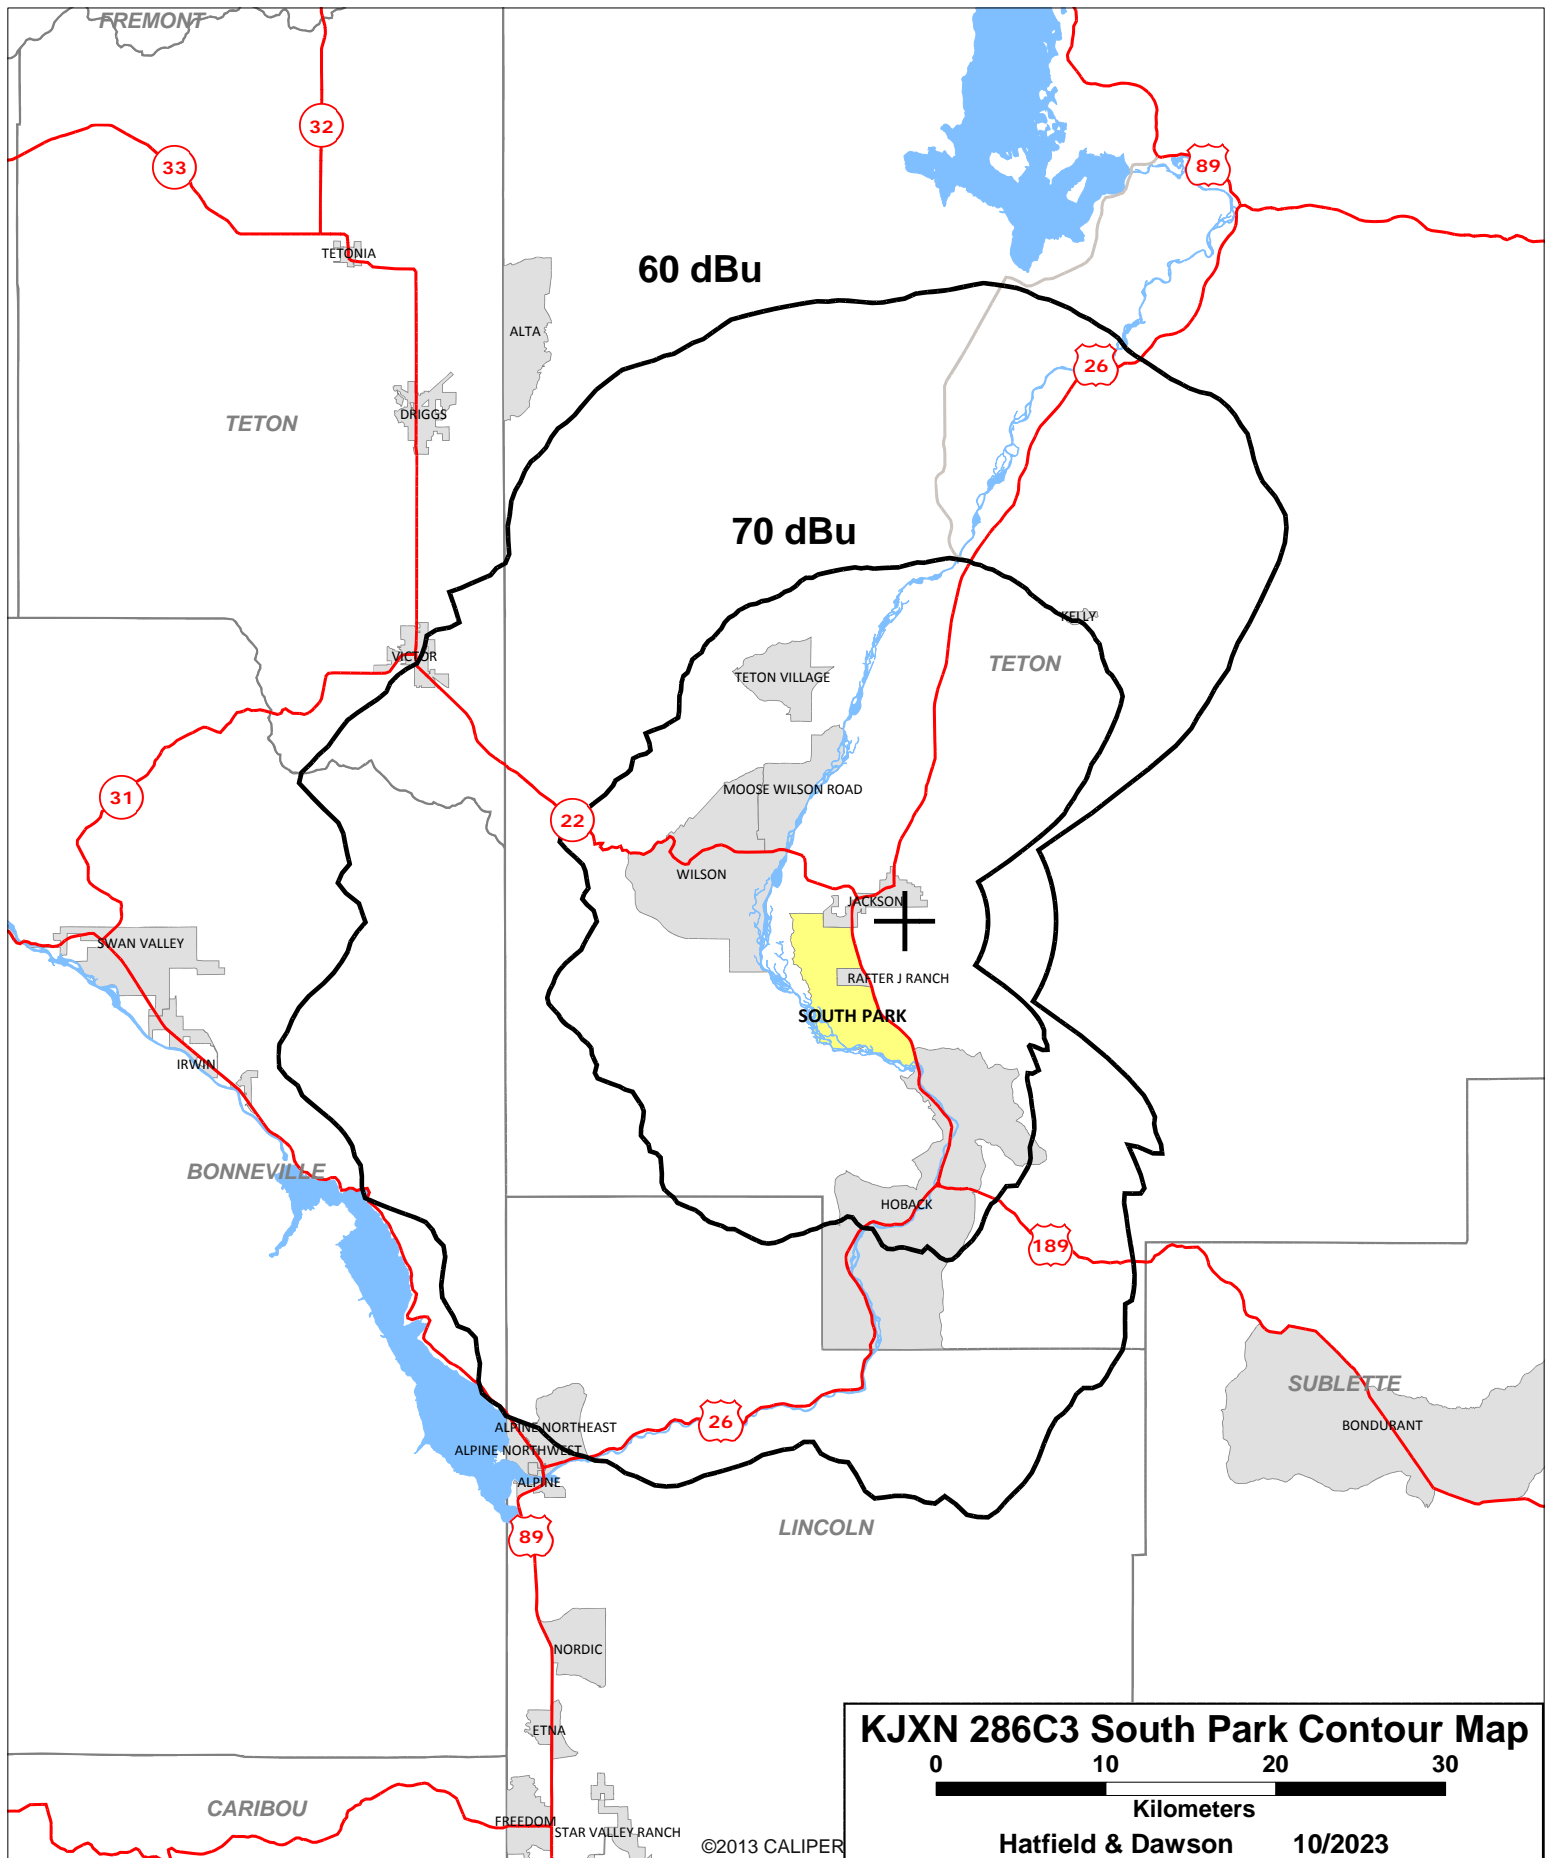 FREMONT
32
33
89
TETONIA
60 dBu
ALTA
26
DRIGGS
TETON
70 dBu
KELLY
VICTOR
TETON
TETON VILLAGE
31
MOOSE WILSON ROAD
22
WILSON
JACKSON
SWAN VALLEY
RAFTER J RANCH
SOUTH PARK
IRWIN
BONNEVILLE
HOBACK
189
SUBLETTE
26
BONDURANT
ALPINE NORTHEAST
ALPINE NORTHWEST
ALPINE
LINCOLN
89
NORDIC
ETNA
KJXN 286C3 South Park Contour Map
0 10 20 30
Kilometers
CARIBOU
FREEDOM
STAR VALLEY RANCH
©2013 CALIPER
Hatfield & Dawson 10/2023